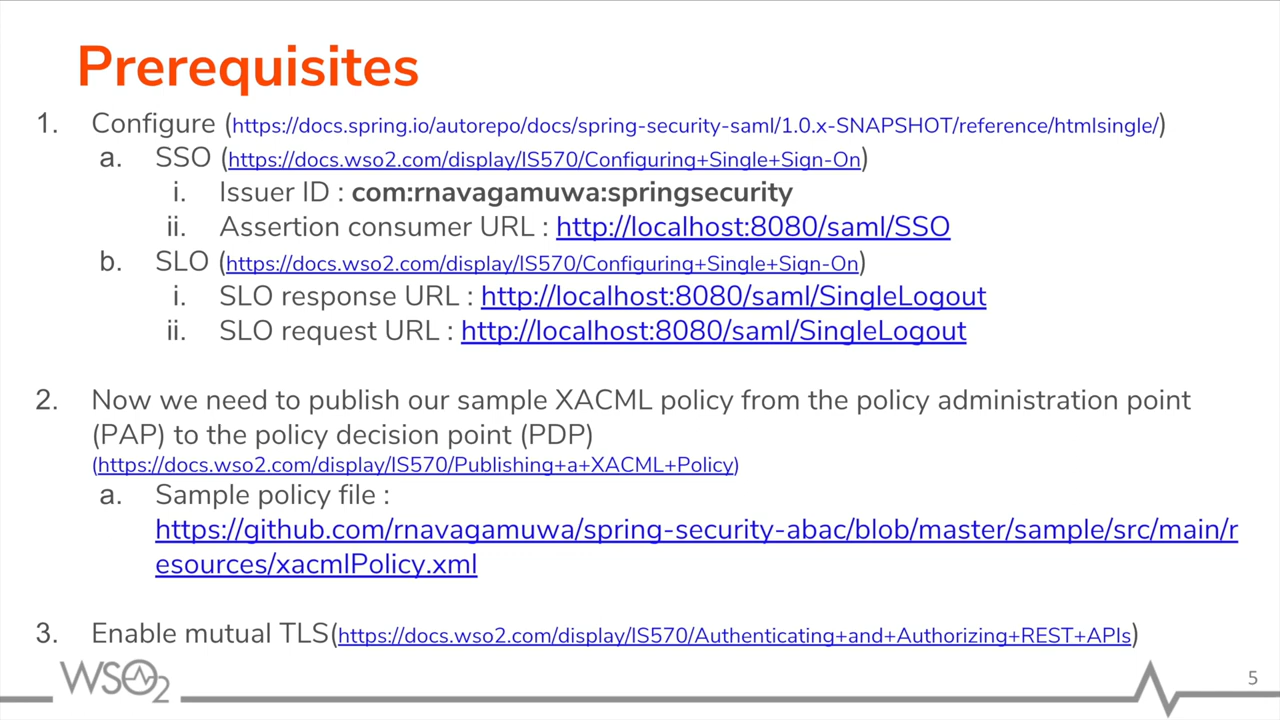 Prerequisites
1. Configure (https://docs.spring.io/autorepo/docs/spring-security-saml/1.0.x-SNAPSHOT/reference/htmlsingle/)
a. SSO (https://docs.wso2.com/display/IS570/Configuring+Single+Sign-On)
i. Issuer ID : com:rnavagamuwa:springsecurity
ii. Assertion consumer URL : http://localhost:8080/saml/SSO
b. SLO (https://docs.wso2.com/display/IS570/Configuring+Single+Sign-On)
i. SLO response URL : http://localhost:8080/saml/SingleLogout
ii. SLO request URL : http://localhost:8080/saml/SingleLogout
2. Now we need to publish our sample XACML policy from the policy administration point
(PAP) to the policy decision point (PDP)
(https://docs.wso2.com/display/IS570/Publishing+a+XACML+Policy)
a. Sample policy file :
https://github.com/rnavagamuwa/spring-security-abac/blob/master/sample/src/main/r
esources/xacmlPolicy.xml
3. Enable mutual TLS(https://docs.wso2.com/display/IS570/Authenticating+and+Authorizing+REST+APIs)
WSO2
5